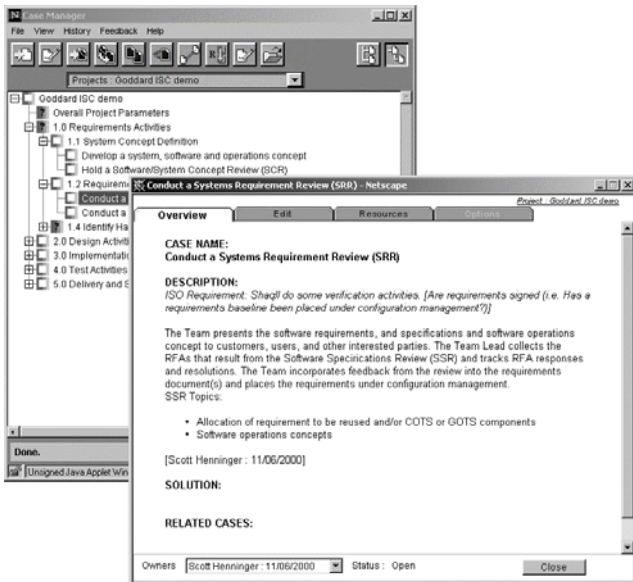 Case Manager
File View History Feedback Help
Projects : Goddard ISC demo
Goddard ISC demo
Overall Project Parameters
1.0 Requirements Activities
1.1 System Concept Definition
Develop a system, software and operations concept
Hold a Software/System Concept Review (SCR)
1.2 Requirem
Conduct a
Conduct a
1.4 Identify Ha
2.0 Design Activiti
3.0 Implementatic
4.0 Test Activities
5.0 Delivery and S
Done.
Unsigned Java Applet Win
Conduct a Systems Requirement Review (SRR) - Netscape
Project : Goddard ISC demo
Overview Edit Resources Options
CASE NAME:
Conduct a Systems Requirement Review (SRR)
DESCRIPTION:
ISO Requirement: Shaqll do some verification activities. [Are requirements signed (i.e. Has a
requirements baseline been placed under configuration management?)]
The Team presents the software requirements, and specifications and software operations
concept to customers, users, and other interested parties. The Team Lead collects the
RFAs that result from the Software Specirications Review (SSR) and tracks RFA responses
and resolutions. The Team incorporates feedback from the review into the requirements
document(s) and places the requirements under configuration management.
SSR Topics:
• Allocation of requirement to be reused and/or COTS or GOTS components
• Software operations concepts
[Scott Henninger : 11/06/2000]
SOLUTION:
RELATED CASES:
Owners Scott Henninger : 11/06/2000 Status : Open Close